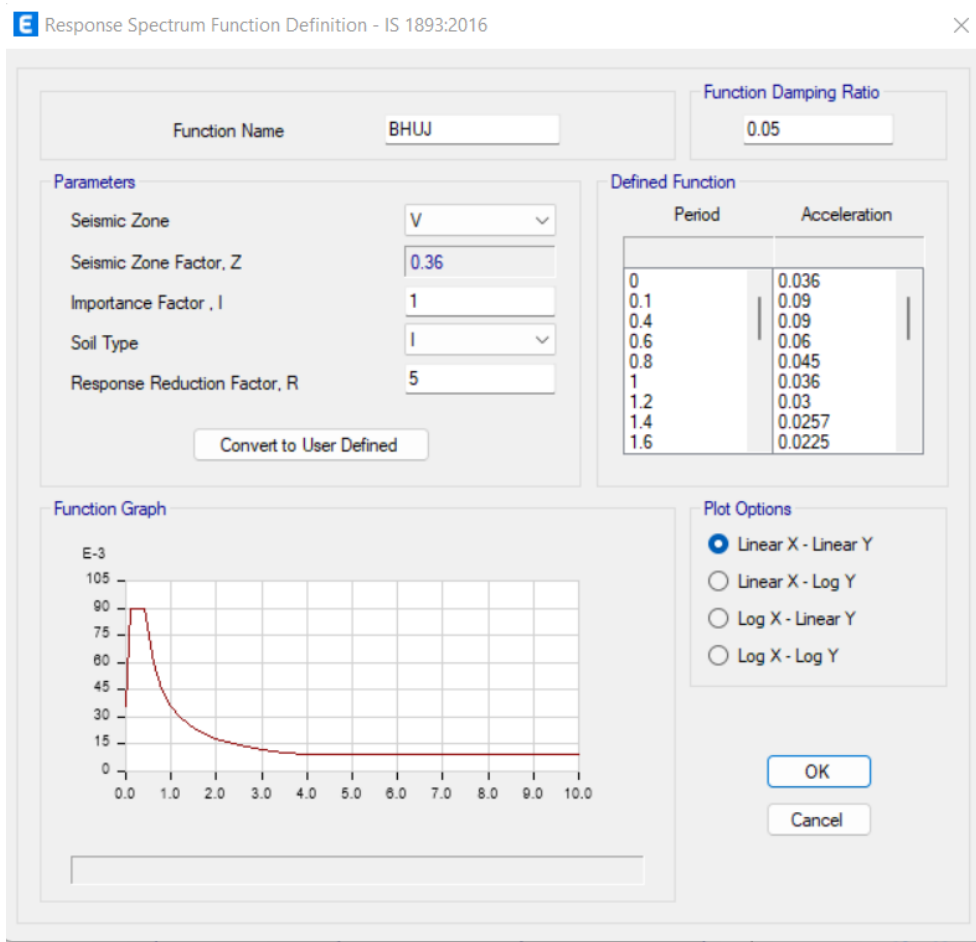 E Response Spectrum Function Definition - IS 1893:2016
Function Name BHUJ
Function Damping Ratio
0.05
Parameters
Seismic Zone V
Seismic Zone Factor, Z 0.36
Importance Factor , I 1
Soil Type I
Response Reduction Factor, R 5
Convert to User Defined
Defined Function
Period Acceleration
0 0.036
0.1 0.09
0.4 0.09
0.6 0.06
0.8 0.045
1 0.036
1.2 0.03
1.4 0.0257
1.6 0.0225
Function Graph
E-3
105
90
75
60
45
30
15
0
0.0 1.0 2.0 3.0 4.0 5.0 6.0 7.0 8.0 9.0 10.0
Plot Options
Linear X - Linear Y
Linear X - Log Y
Log X - Linear Y
Log X - Log Y
OK
Cancel